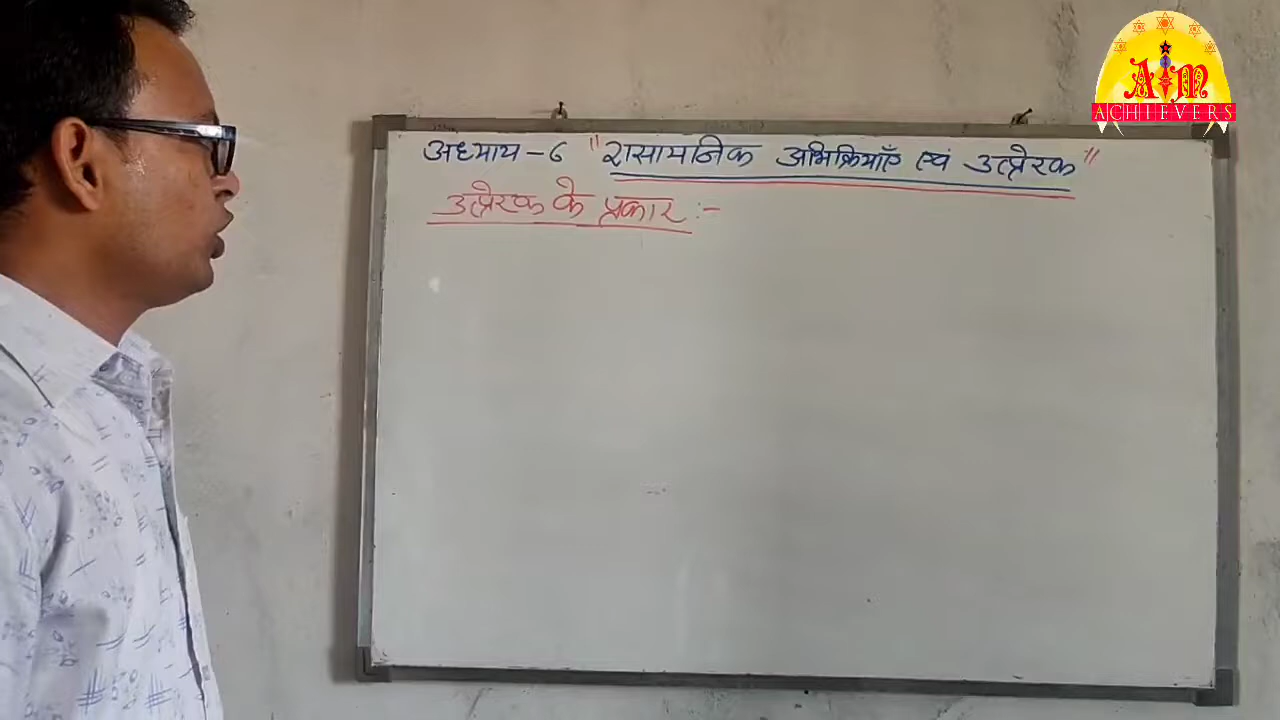 AIM
ACHIEVERS
अध्याय-6 "रासायनिक अभिक्रियाएँ एवं उत्प्रेरक"
उत्प्रेरक के प्रकार :-